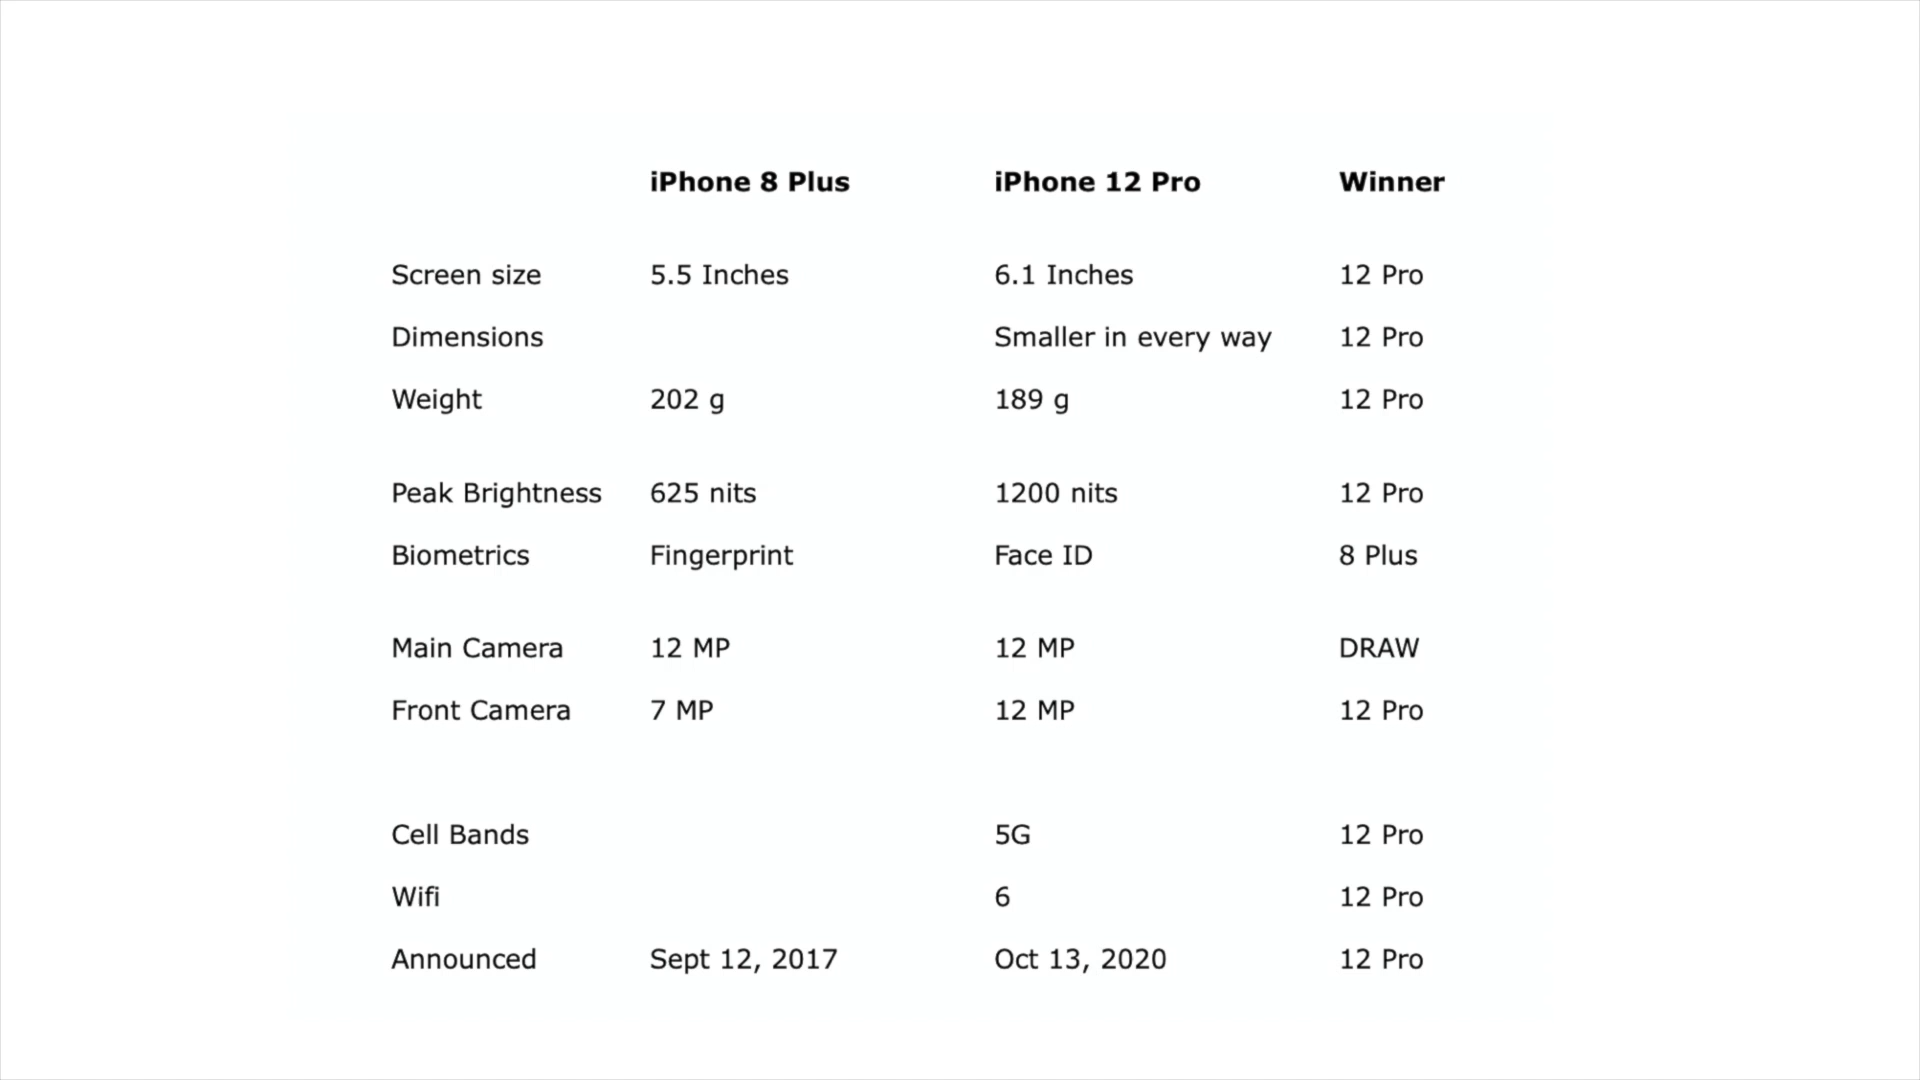 iPhone 8 Plus iPhone 12 Pro Winner
Screen size 5.5 Inches 6.1 Inches 12 Pro
Dimensions Smaller in every way 12 Pro
Weight 202 g 189 g 12 Pro
Peak Brightness 625 nits 1200 nits 12 Pro
Biometrics Fingerprint Face ID 8 Plus
Main Camera 12 MP 12 MP DRAW
Front Camera 7 MP 12 MP 12 Pro
Cell Bands 5G 12 Pro
Wifi 6 12 Pro
Announced Sept 12, 2017 Oct 13, 2020 12 Pro